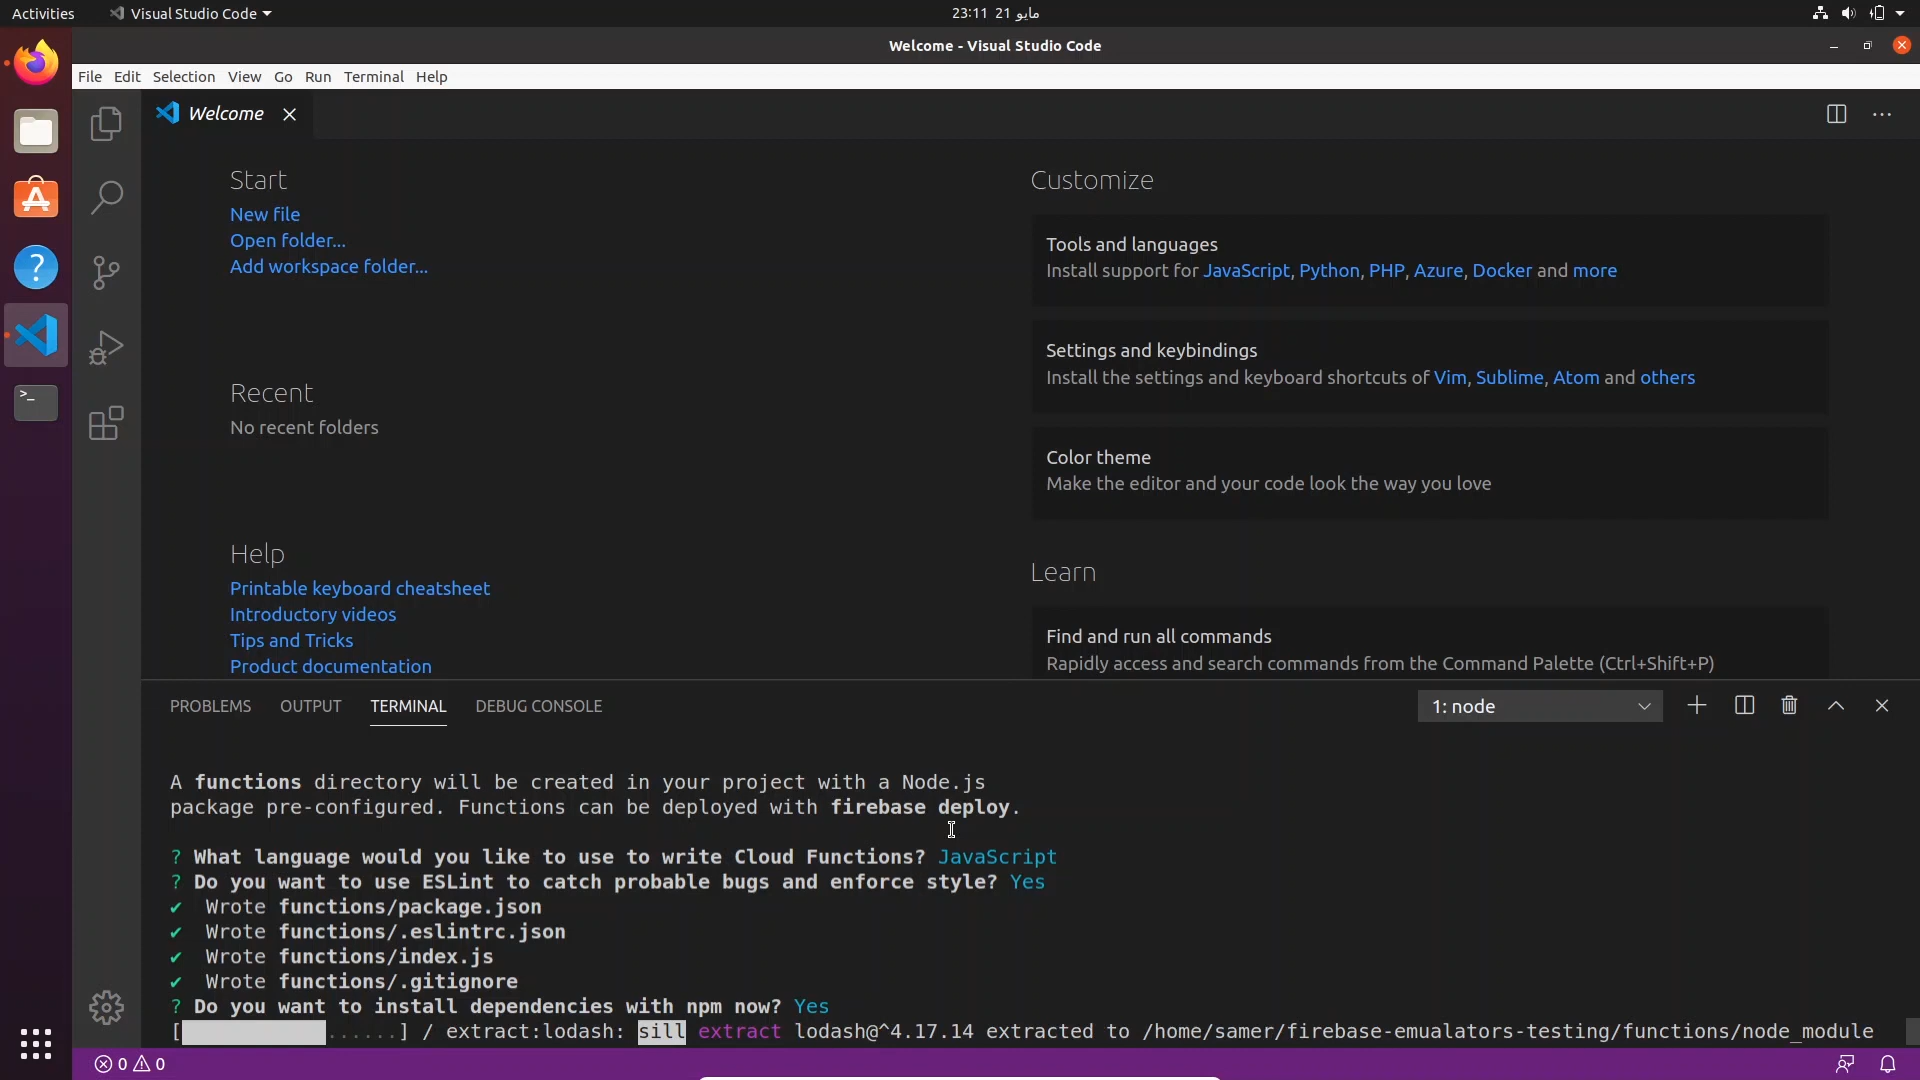 Activities
Visual Studio Code
23:11 21 مايو
Welcome - Visual Studio Code
File Edit Selection View Go Run Terminal Help
Welcome
Start
New file
Open folder...
Add workspace folder...
Recent
No recent folders
Help
Printable keyboard cheatsheet
Introductory videos
Tips and Tricks
Product documentation
Customize
Tools and languages
Install support for JavaScript, Python, PHP, Azure, Docker and more
Settings and keybindings
Install the settings and keyboard shortcuts of Vim, Sublime, Atom and others
Color theme
Make the editor and your code look the way you love
Learn
Find and run all commands
Rapidly access and search commands from the Command Palette (Ctrl+Shift+P)
PROBLEMS OUTPUT TERMINAL DEBUG CONSOLE
1: node
A functions directory will be created in your project with a Node.js
package pre-configured. Functions can be deployed with firebase deploy.
? What language would you like to use to write Cloud Functions? JavaScript
? Do you want to use ESLint to catch probable bugs and enforce style? Yes
✔ Wrote functions/package.json
✔ Wrote functions/.eslintrc.json
✔ Wrote functions/index.js
✔ Wrote functions/.gitignore
? Do you want to install dependencies with npm now? Yes
[ ......] / extract:lodash: sill extract lodash@^4.17.14 extracted to /home/samer/firebase-emualators-testing/functions/node_module
0 0